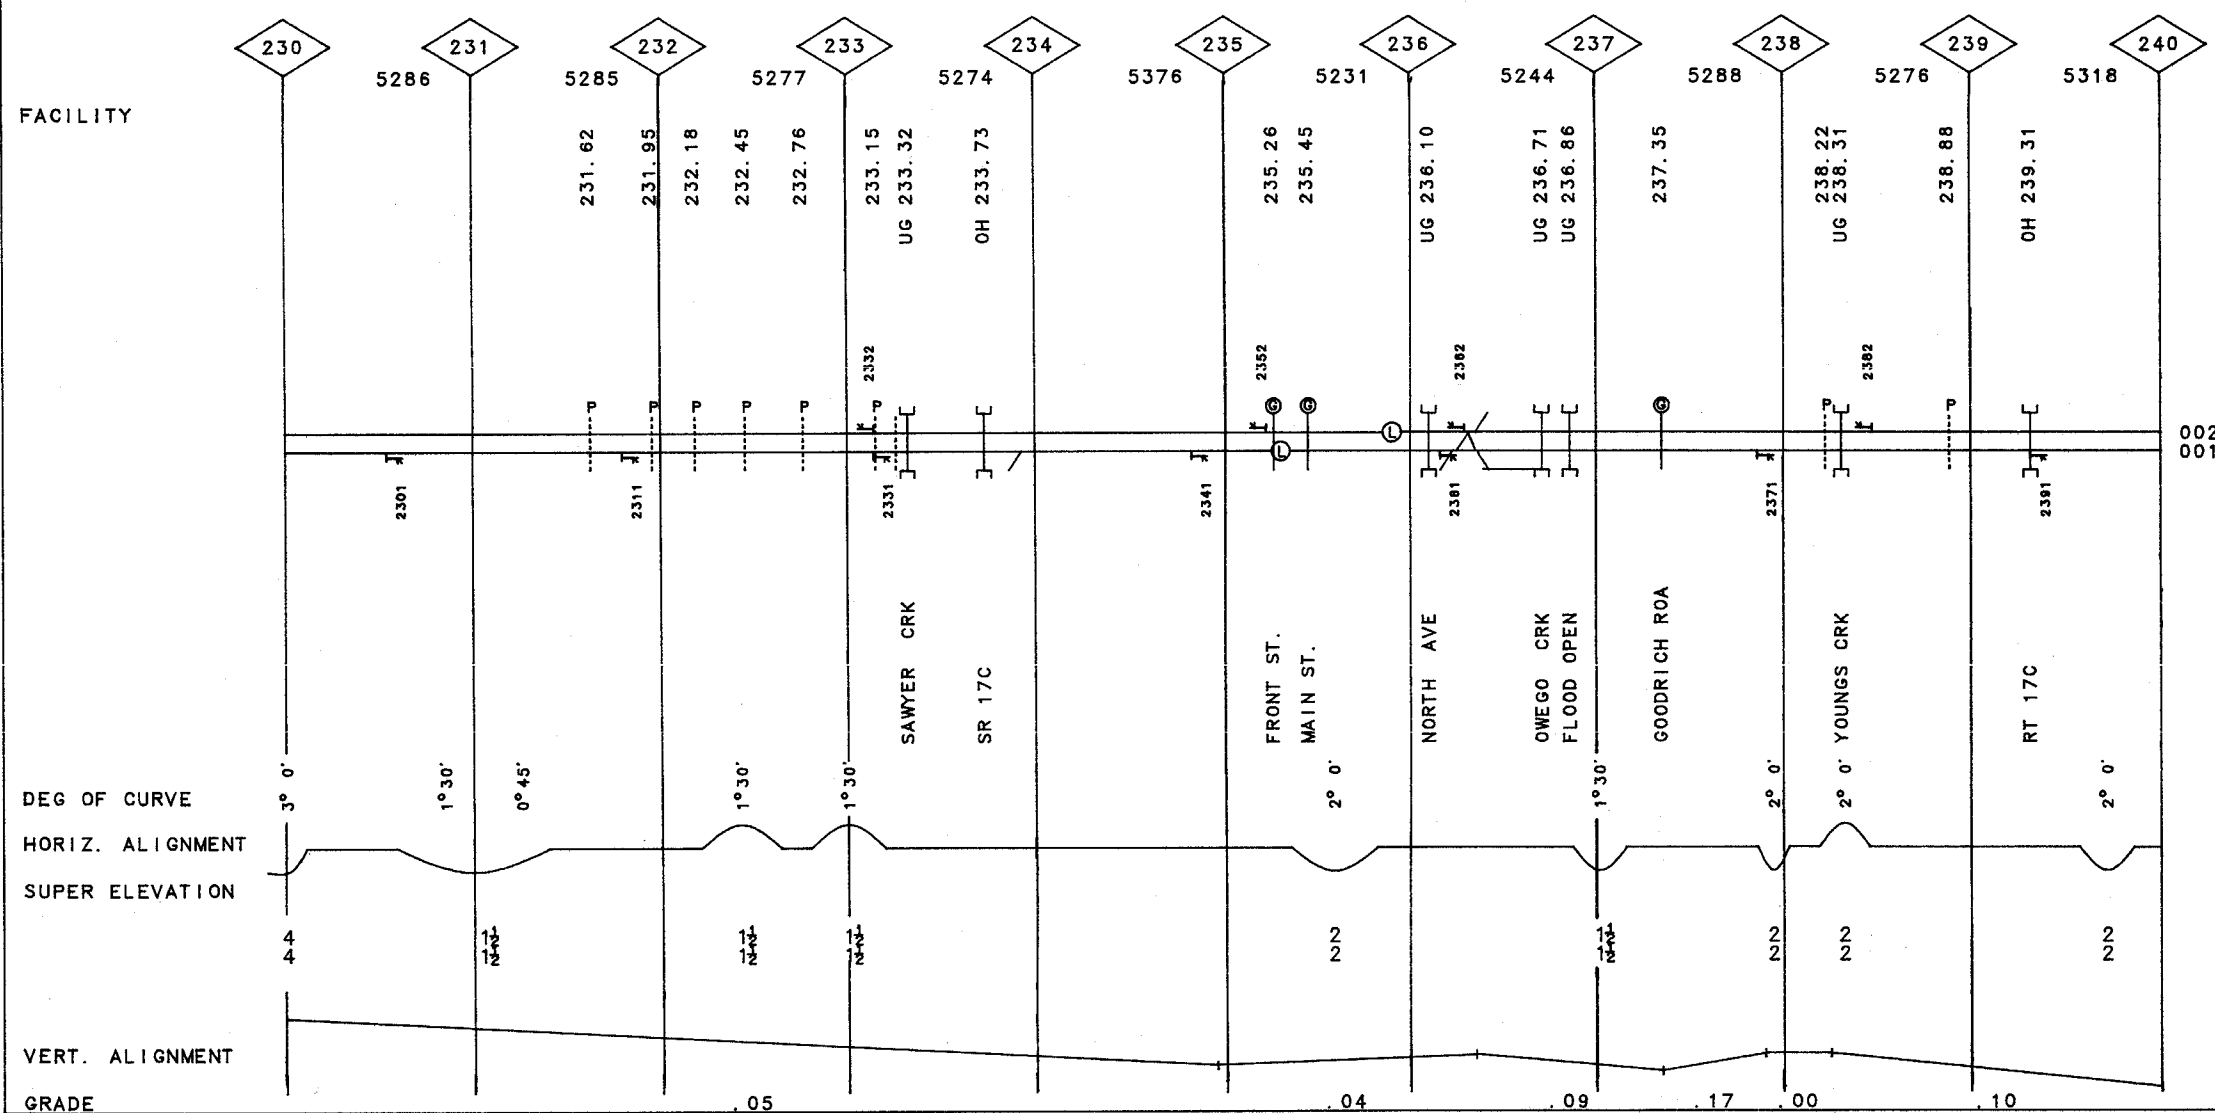 230 231 232 233 234 235 236 237 238 239 240
5286 5285 5277 5274 5376 5231 5244 5288 5276 5318
FACILITY
231.62
231.95
232.18
232.45
232.76
233.15
UG 233.32
OH 233.73
235.26
235.45
UG 236.10
UG 236.71
UG 236.86
237.35
238.22
UG 238.31
238.88
OH 239.31
2332 2352 2362 2382
P P P P P P G G G P P
L 002
L 001
2301 2311 2331 2341 2361 2371 2391
SAWYER CRK
SR 17C
FRONT ST.
MAIN ST.
NORTH AVE
OWEGO CRK
FLOOD OPEN
GOODRICH ROA
YOUNGS CRK
RT 17C
DEG OF CURVE 3° 0' 1°30' 0°45' 1°30' 1°30' 2° 0' 1°30' 2° 0' 2° 0' 2° 0'
HORIZ. ALIGNMENT
SUPER ELEVATION
4 1½ 1½ 1½ 2 1½ 2 2 2
4 1½ 1½ 1½ 2 1½ 2 2 2
VERT. ALIGNMENT
GRADE .05 .04 .09 .17 .00 .10